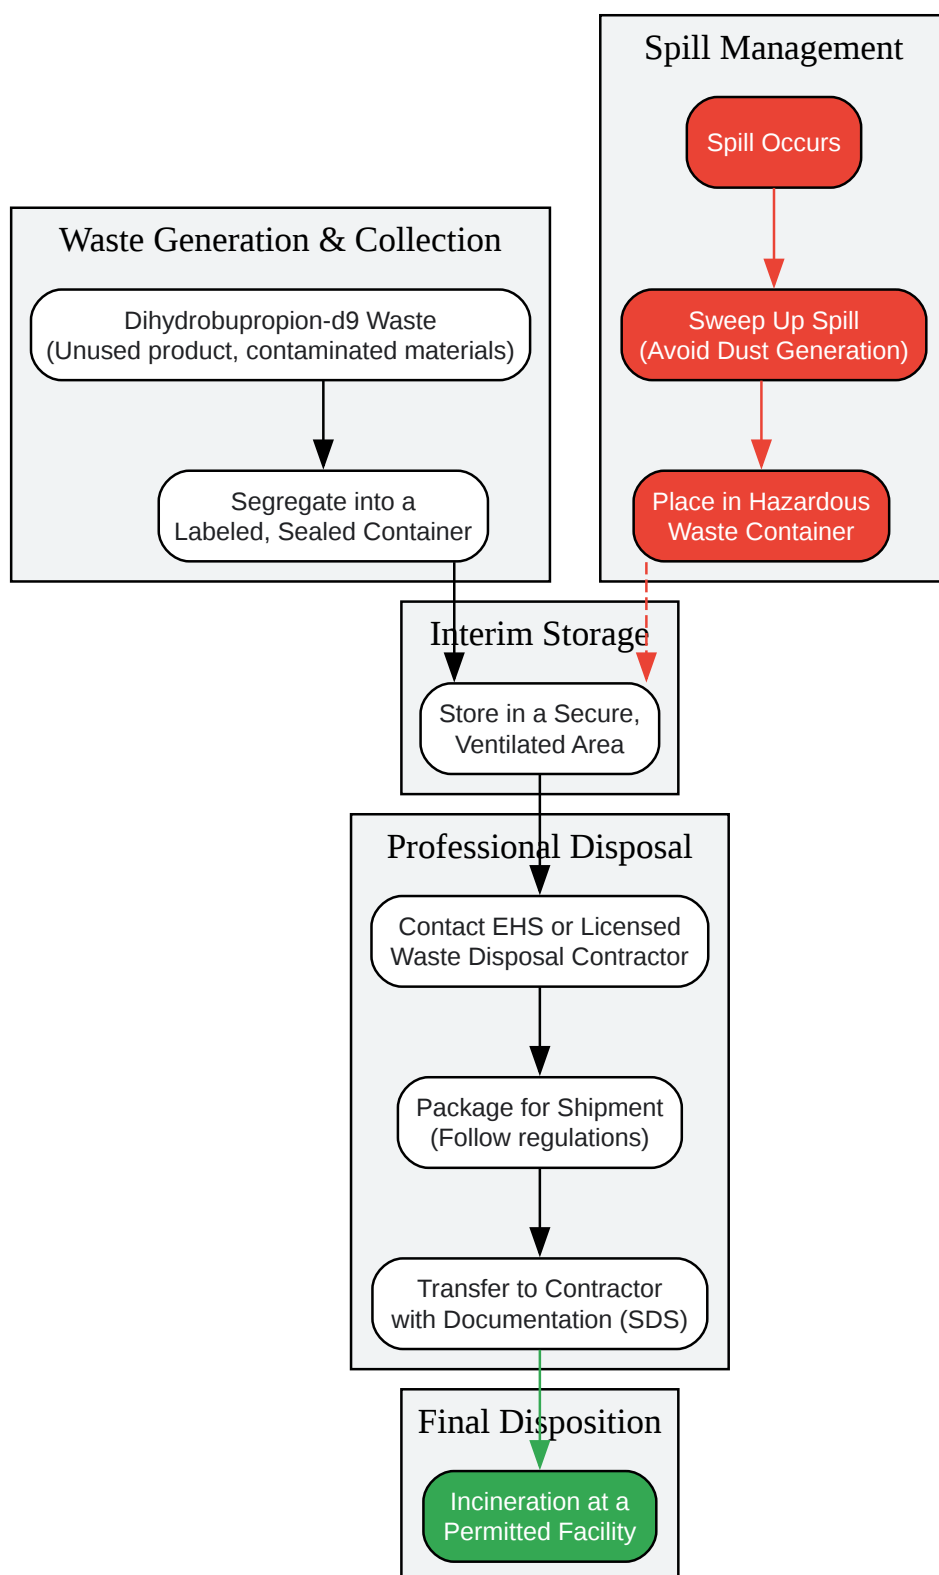 Spill Management
Spill Occurs
Waste Generation & Collection
Dihydrobupropion-d9 Waste
(Unused product, contaminated materials)
Sweep Up Spill
(Avoid Dust Generation)
Segregate into a
Labeled, Sealed Container
Place in Hazardous
Waste Container
Interim Storage
Store in a Secure,
Ventilated Area
Professional Disposal
Contact EHS or Licensed
Waste Disposal Contractor
Package for Shipment
(Follow regulations)
Transfer to Contractor
with Documentation (SDS)
Final Disposition
Incineration at a
Permitted Facility